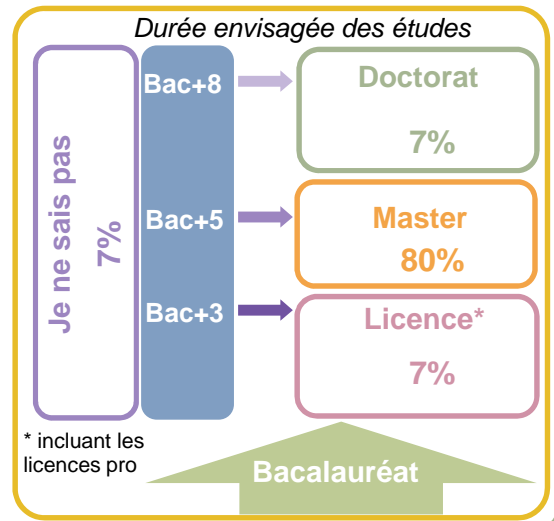 Durée envisagée des études
Je ne sais pas
7%
Bac+8
Doctorat
7%
Bac+5
Master
80%
Bac+3
Licence*
7%
* incluant les
licences pro
Bacalauréat